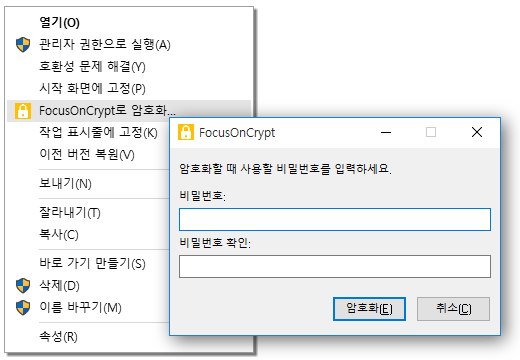 열기(O)
관리자 권한으로 실행(A)
호환성 문제 해결(Y)
시작 화면에 고정(P)
FocusOnCrypt로 암호화...
작업 표시줄에 고정(K)
이전 버전 복원(V)
보내기(N)
잘라내기(T)
복사(C)
바로 가기 만들기(S)
삭제(D)
이름 바꾸기(M)
속성(R)
FocusOnCrypt
암호화할 때 사용할 비밀번호를 입력하세요.
비밀번호:
비밀번호 확인:
암호화(E) 취소(C)